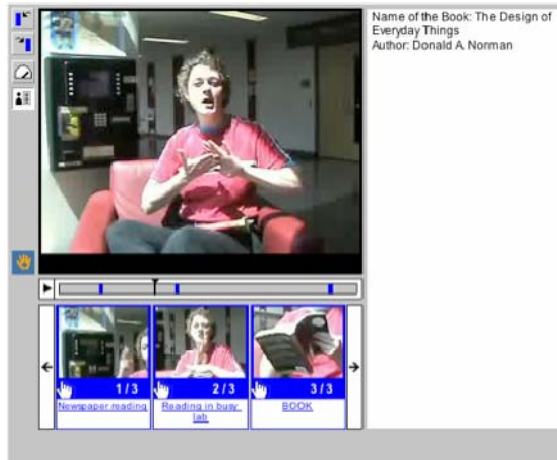 Name of the Book: The Design of
Everyday Things
Author: Donald A. Norman
1/3
2/3
3/3
Newspaper reading
Reading in busy
lab
BOOK